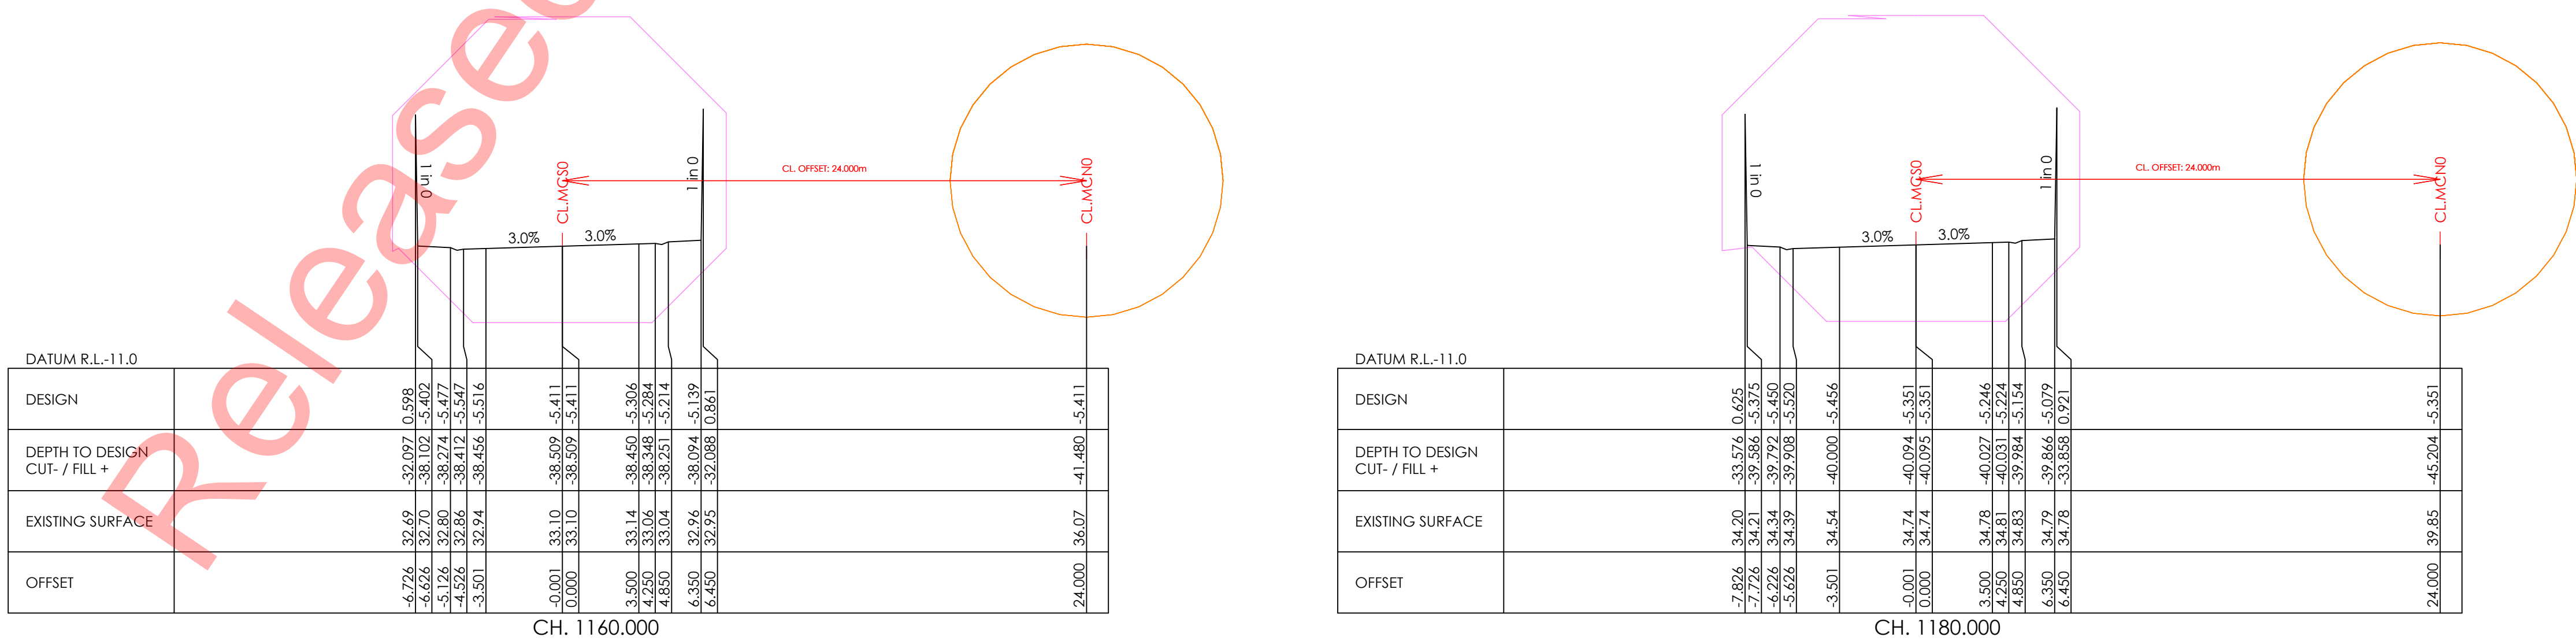 Released
1 in 0
CL.MCS0
1 in 0
CL. OFFSET: 24.000m
CL.MCN0
3.0%
3.0%
DATUM R.L.-11.0
DESIGN
0.598 -5.402 -5.477 -5.547 -5.516 -5.411 -5.411 -5.306 -5.284 -5.214 -5.139 0.861 -5.411
DEPTH TO DESIGN
CUT- / FILL +
-32.097 -38.102 -38.274 -38.412 -38.456 -38.509 -38.509 -38.450 -38.348 -38.251 -38.094 -32.088 -41.480
EXISTING SURFACE
32.69 32.70 32.80 32.86 32.94 33.10 33.10 33.14 33.06 33.04 32.96 32.95 36.07
OFFSET
-6.726 -6.626 -5.126 -4.526 -3.501 -0.001 0.000 3.500 4.250 4.850 6.350 6.450 24.000
CH. 1160.000
1 in 0
CL.MCS0
1 in 0
CL. OFFSET: 24.000m
CL.MCN0
3.0%
3.0%
DATUM R.L.-11.0
DESIGN
0.625 -5.375 -5.450 -5.520 -5.456 -5.351 -5.351 -5.246 -5.224 -5.154 -5.079 0.921 -5.351
DEPTH TO DESIGN
CUT- / FILL +
-33.576 -39.586 -39.792 -39.908 -40.000 -40.094 -40.095 -40.027 -40.031 -39.984 -39.866 -33.858 -45.204
EXISTING SURFACE
34.20 34.21 34.34 34.39 34.54 34.74 34.74 34.78 34.81 34.83 34.79 34.78 39.85
OFFSET
-7.826 -7.726 -6.226 -5.626 -3.501 -0.001 0.000 3.500 4.250 4.850 6.350 6.450 24.000
CH. 1180.000